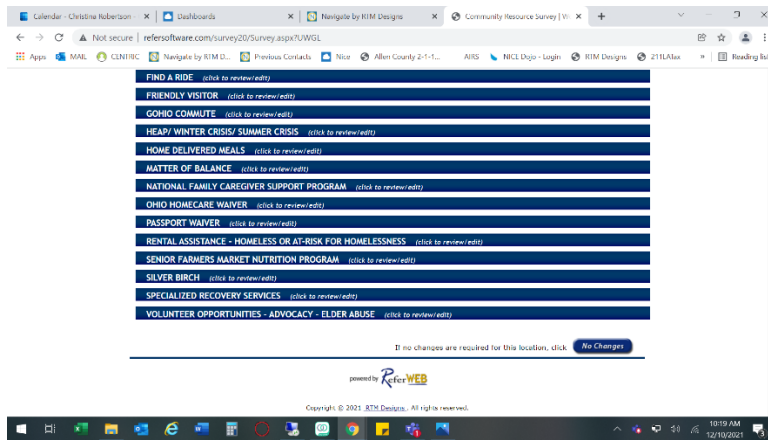 Calendar - Christina Robertson -
Dashboards
Navigate by RTM Designs
Community Resource Survey | W
Not secure | refersoftware.com/survey20/Survey.aspx?UWGL
Apps
MAIL
CENTRIC
Navigate by RTM D...
Previous Contacts
Nice
Allen County 2-1-1...
AIRS
NICE Dojo - Login
RTM Designs
211LAfax
»
Reading list
FIND A RIDE (click to review/edit)
FRIENDLY VISITOR (click to review/edit)
GOHIO COMMUTE (click to review/edit)
HEAP/ WINTER CRISIS/ SUMMER CRISIS (click to review/edit)
HOME DELIVERED MEALS (click to review/edit)
MATTER OF BALANCE (click to review/edit)
NATIONAL FAMILY CAREGIVER SUPPORT PROGRAM (click to review/edit)
OHIO HOMECARE WAIVER (click to review/edit)
PASSPORT WAIVER (click to review/edit)
RENTAL ASSISTANCE - HOMELESS OR AT-RISK FOR HOMELESSNESS (click to review/edit)
SENIOR FARMERS MARKET NUTRITION PROGRAM (click to review/edit)
SILVER BIRCH (click to review/edit)
SPECIALIZED RECOVERY SERVICES (click to review/edit)
VOLUNTEER OPPORTUNITIES - ADVOCACY - ELDER ABUSE (click to review/edit)
If no changes are required for this location, click No Changes
powered by ReferWEB
Copyright © 2021 RTM Designs. All rights reserved.
10:19 AM
12/10/2021